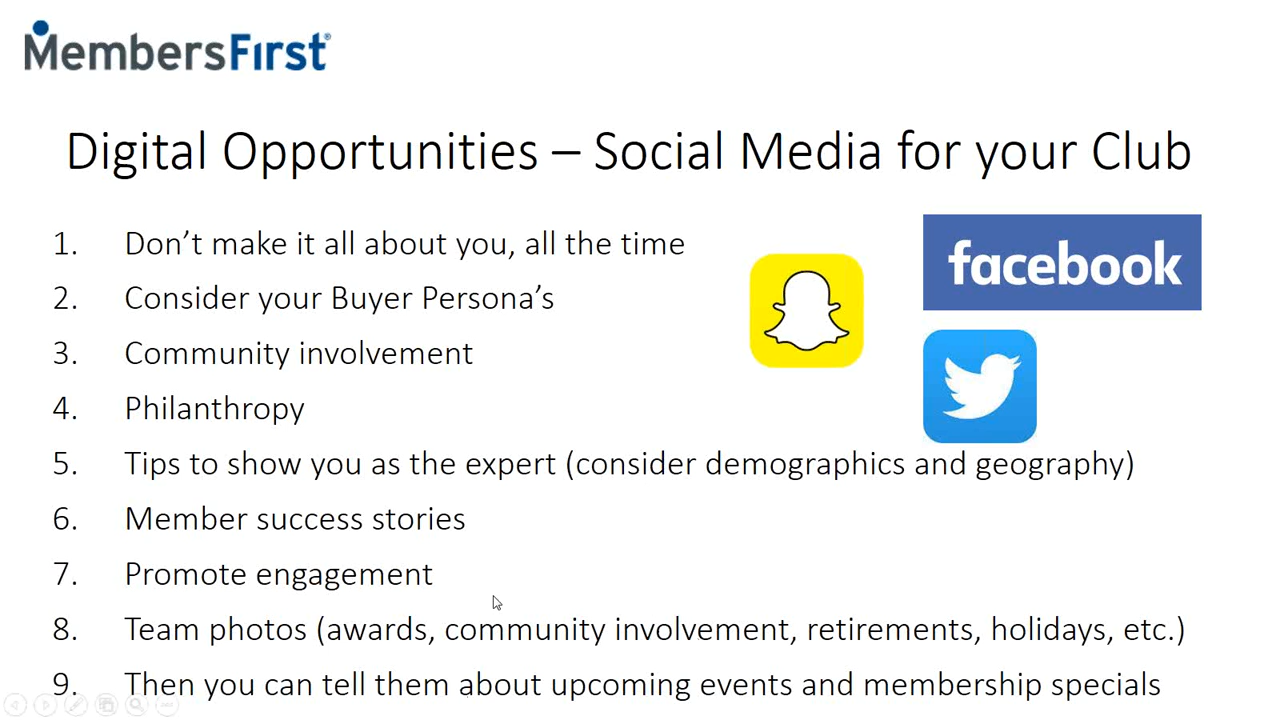 MembersFirst®
Digital Opportunities – Social Media for your Club
1. Don't make it all about you, all the time
2. Consider your Buyer Persona's
3. Community involvement
4. Philanthropy
5. Tips to show you as the expert (consider demographics and geography)
6. Member success stories
7. Promote engagement
8. Team photos (awards, community involvement, retirements, holidays, etc.)
9. Then you can tell them about upcoming events and membership specials
facebook